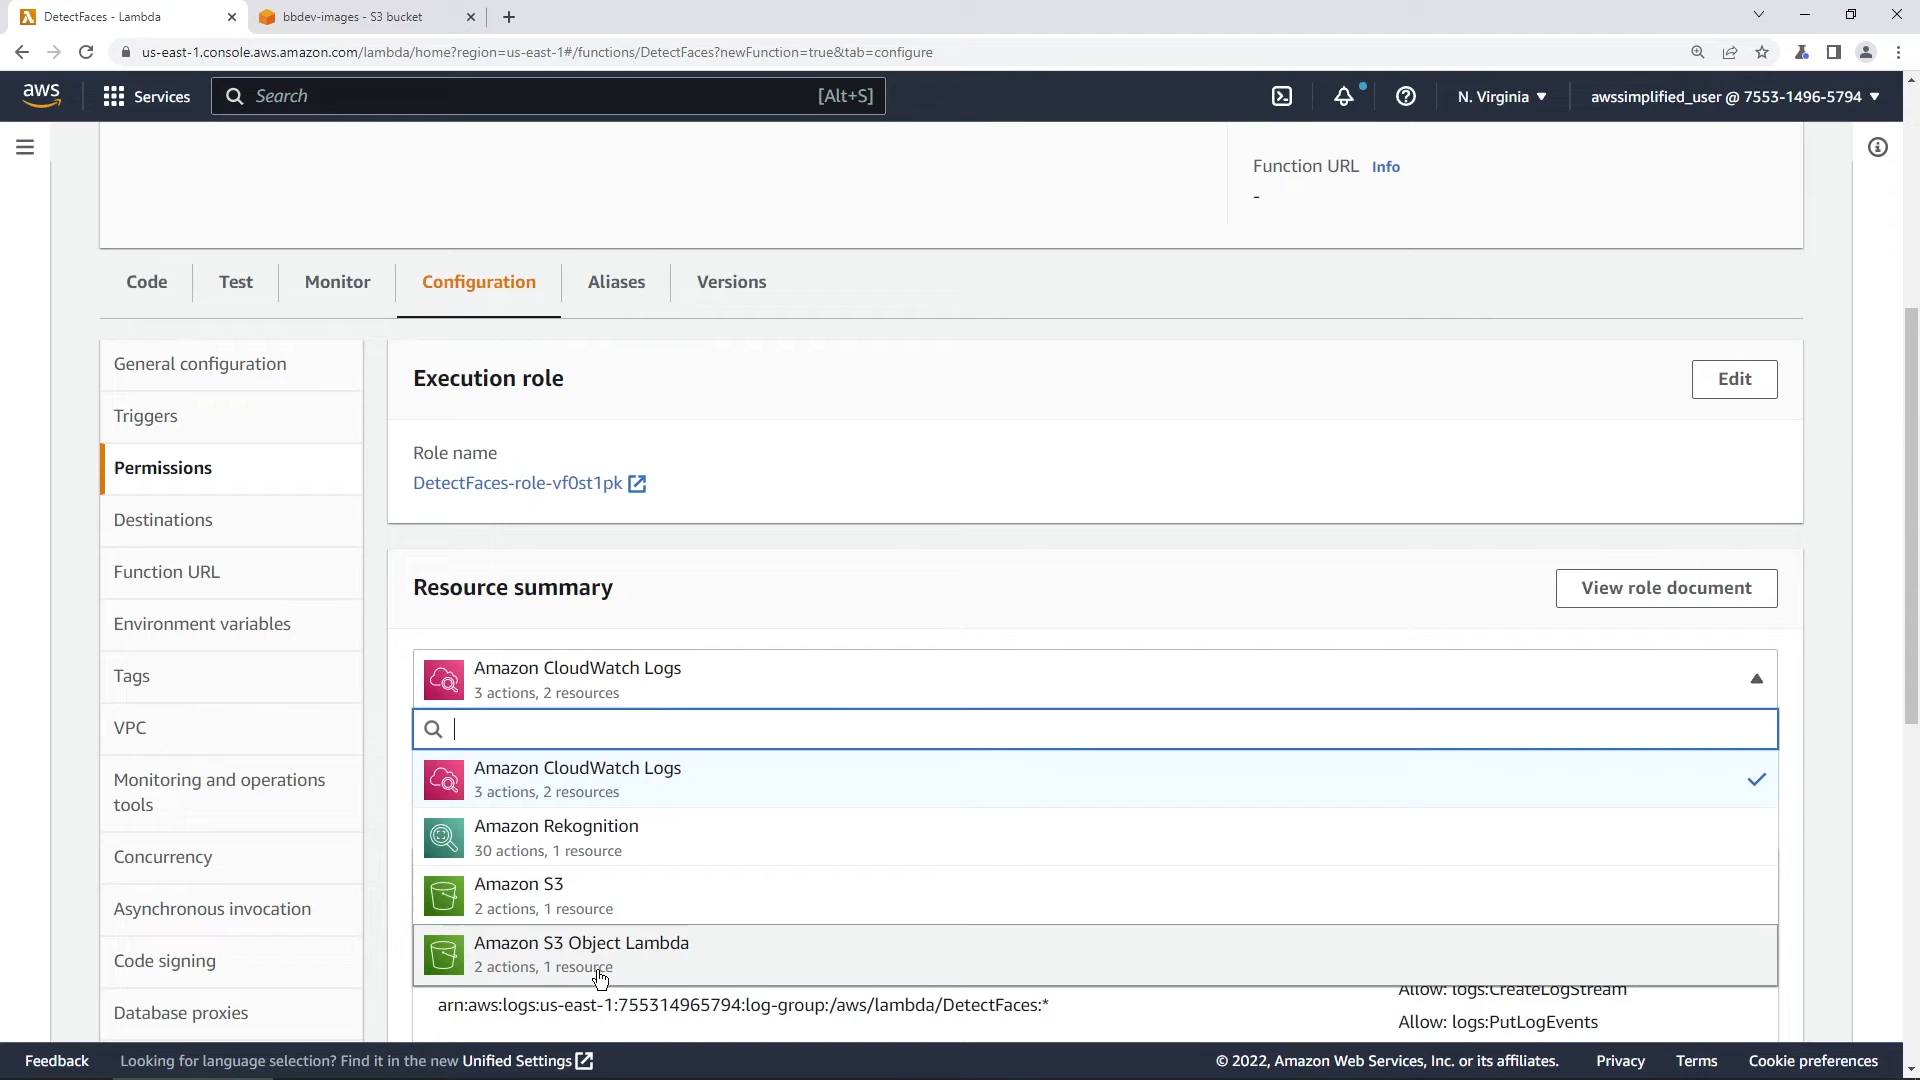 DetectFaces - Lambda
bbdev-images - S3 bucket
us-east-1.console.aws.amazon.com/lambda/home?region=us-east-1#/functions/DetectFaces?newFunction=true&tab=configure
aws
Services
Search
[Alt+S]
N. Virginia
awssimplified_user @ 7553-1496-5794
Function URL Info
-
Code
Test
Monitor
Configuration
Aliases
Versions
General configuration
Triggers
Permissions
Destinations
Function URL
Environment variables
Tags
VPC
Monitoring and operations
tools
Concurrency
Asynchronous invocation
Code signing
Database proxies
Execution role
Edit
Role name
DetectFaces-role-vf0st1pk
Resource summary
View role document
Amazon CloudWatch Logs
3 actions, 2 resources
Amazon CloudWatch Logs
3 actions, 2 resources
Amazon Rekognition
30 actions, 1 resource
Amazon S3
2 actions, 1 resource
Amazon S3 Object Lambda
2 actions, 1 resource
arn:aws:logs:us-east-1:755314965794:log-group:/aws/lambda/DetectFaces:*
Allow: logs:CreateLogStream
Allow: logs:PutLogEvents
Feedback
Looking for language selection? Find it in the new Unified Settings
© 2022, Amazon Web Services, Inc. or its affiliates.
Privacy
Terms
Cookie preferences